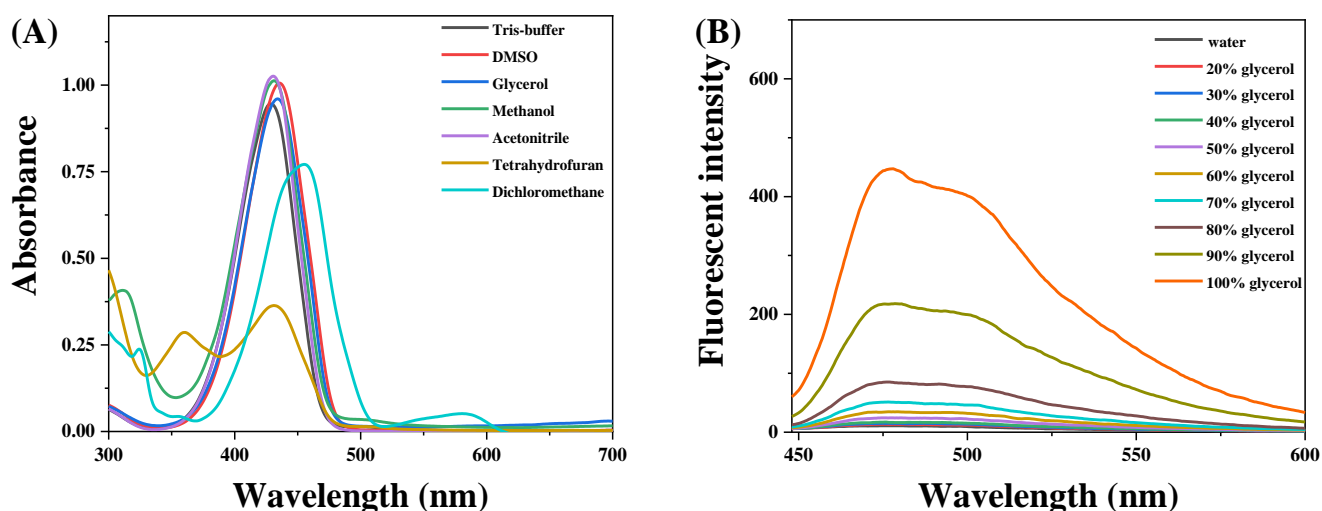 (A)
Absorbance
1.00
0.75
0.50
0.25
0.00
300
400
500
600
700
Wavelength (nm)
Tris-buffer
DMSO
Glycerol
Methanol
Acetonitrile
Tetrahydrofuran
Dichloromethane
(B)
Fluorescent intensity
600
400
200
0
450
500
550
600
Wavelength (nm)
water
20% glycerol
30% glycerol
40% glycerol
50% glycerol
60% glycerol
70% glycerol
80% glycerol
90% glycerol
100% glycerol